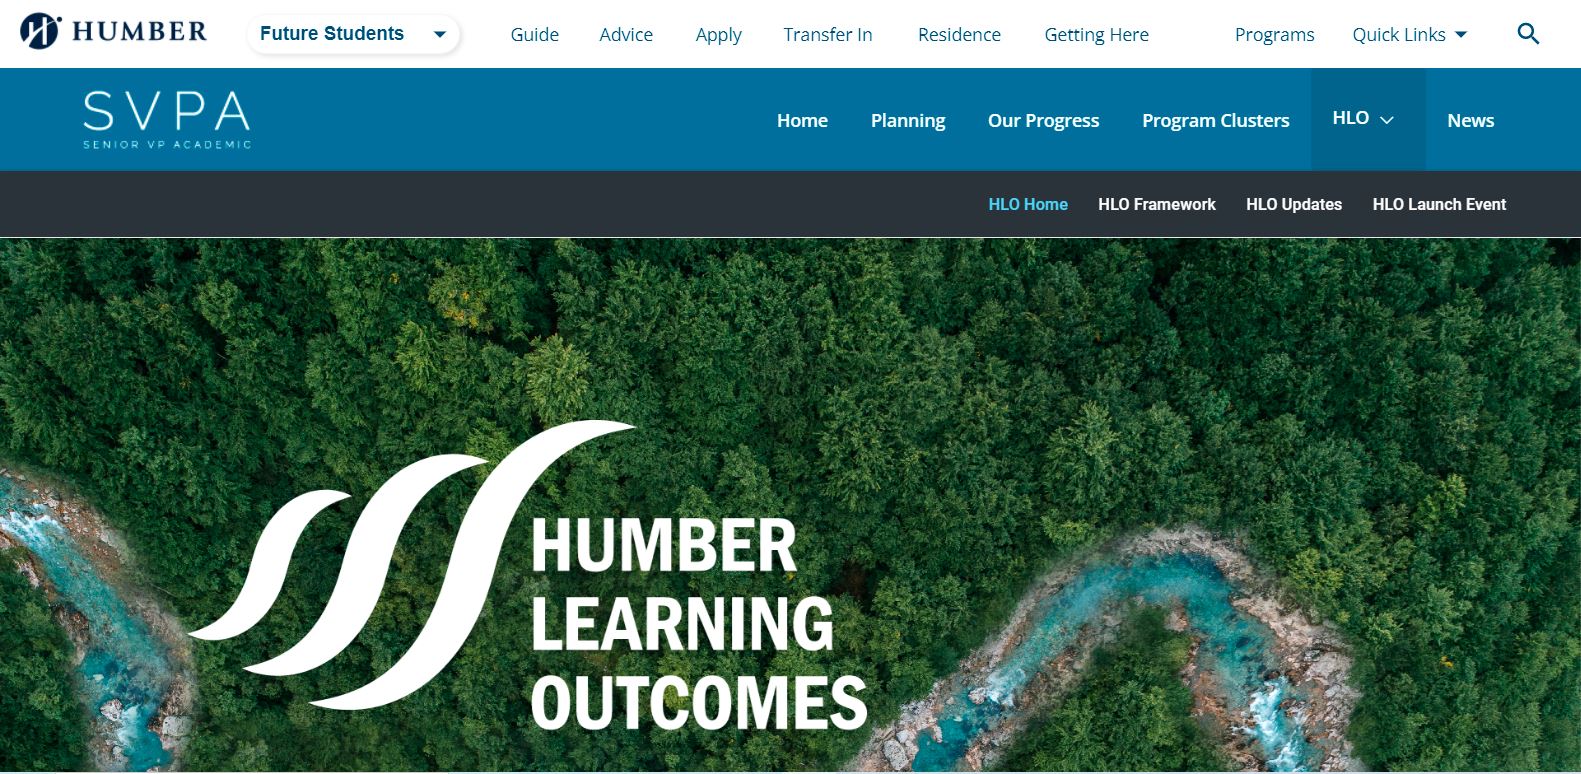 HUMBER
Future Students
Guide Advice Apply Transfer In Residence Getting Here Programs Quick Links
SVPA
SENIOR VP ACADEMIC
Home Planning Our Progress Program Clusters HLO News
HLO Home HLO Framework HLO Updates HLO Launch Event
HUMBER
LEARNING
OUTCOMES